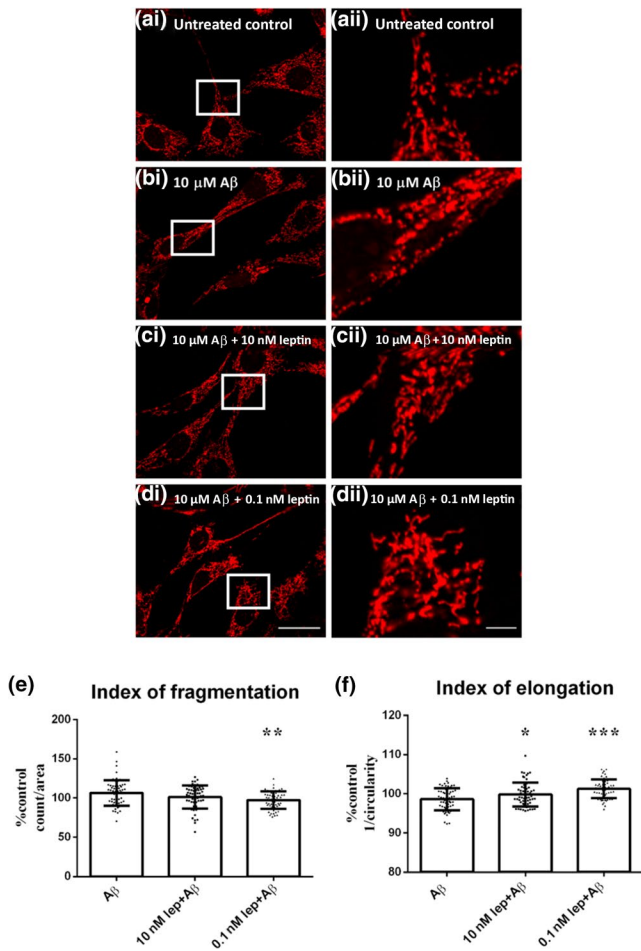 (ai) Untreated control
(aii) Untreated control
(bi) 10 μM Aβ
(bii) 10 μM Aβ
(ci) 10 μM Aβ + 10 nM leptin
(cii) 10 μM Aβ + 10 nM leptin
(di) 10 μM Aβ + 0.1 nM leptin
(dii) 10 μM Aβ + 0.1 nM leptin
(e) Index of fragmentation
%control
count/area
200
150
100
50
0
**
Aβ
10 nM lep+Aβ
0.1 nM lep+Aβ
(f) Index of elongation
%control
1/circularity
120
110
100
90
80
*
***
Aβ
10 nM lep+Aβ
0.1 nM lep+Aβ